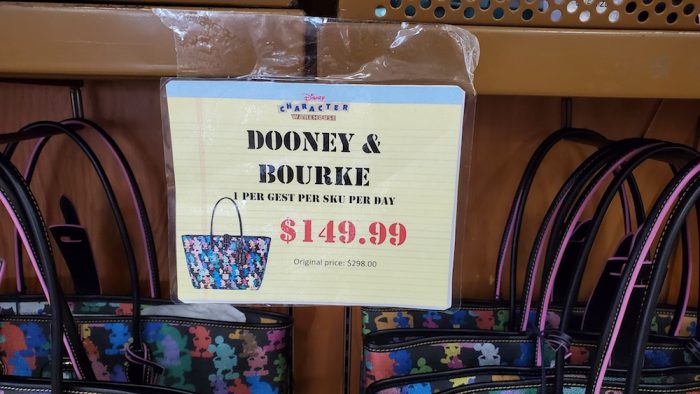 Disney
CHARACTER
WAREHOUSE
DOONEY &
BOURKE
1 PER GEST PER SKU PER DAY
$149.99
Original price: $298.00